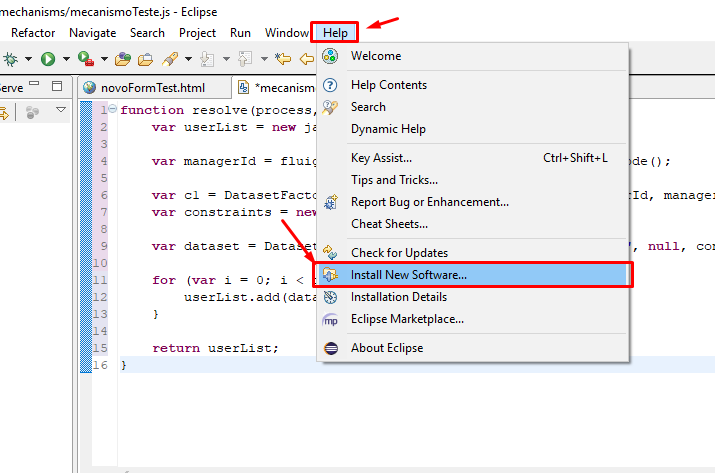 mechanisms/mecanismoTeste.js - Eclipse
Refactor Navigate Search Project Run Window Help
Serve
novoFormTest.html
*mecanism
Welcome
Help Contents
Search
Dynamic Help
Key Assist... Ctrl+Shift+L
Tips and Tricks...
Report Bug or Enhancement...
Cheat Sheets...
Check for Updates
Install New Software...
Installation Details
Eclipse Marketplace...
About Eclipse
1 function resolve(process,
2 var userList = new ja
3
4 var managerId = fluig ode();
5
6 var c1 = DatasetFacto rId, manager
7 var constraints = new
8
9 var dataset = Dataset ", null, con
10
11 for (var i = 0; i <
12 userList.add(data
13 }
14
15 return userList;
16 }